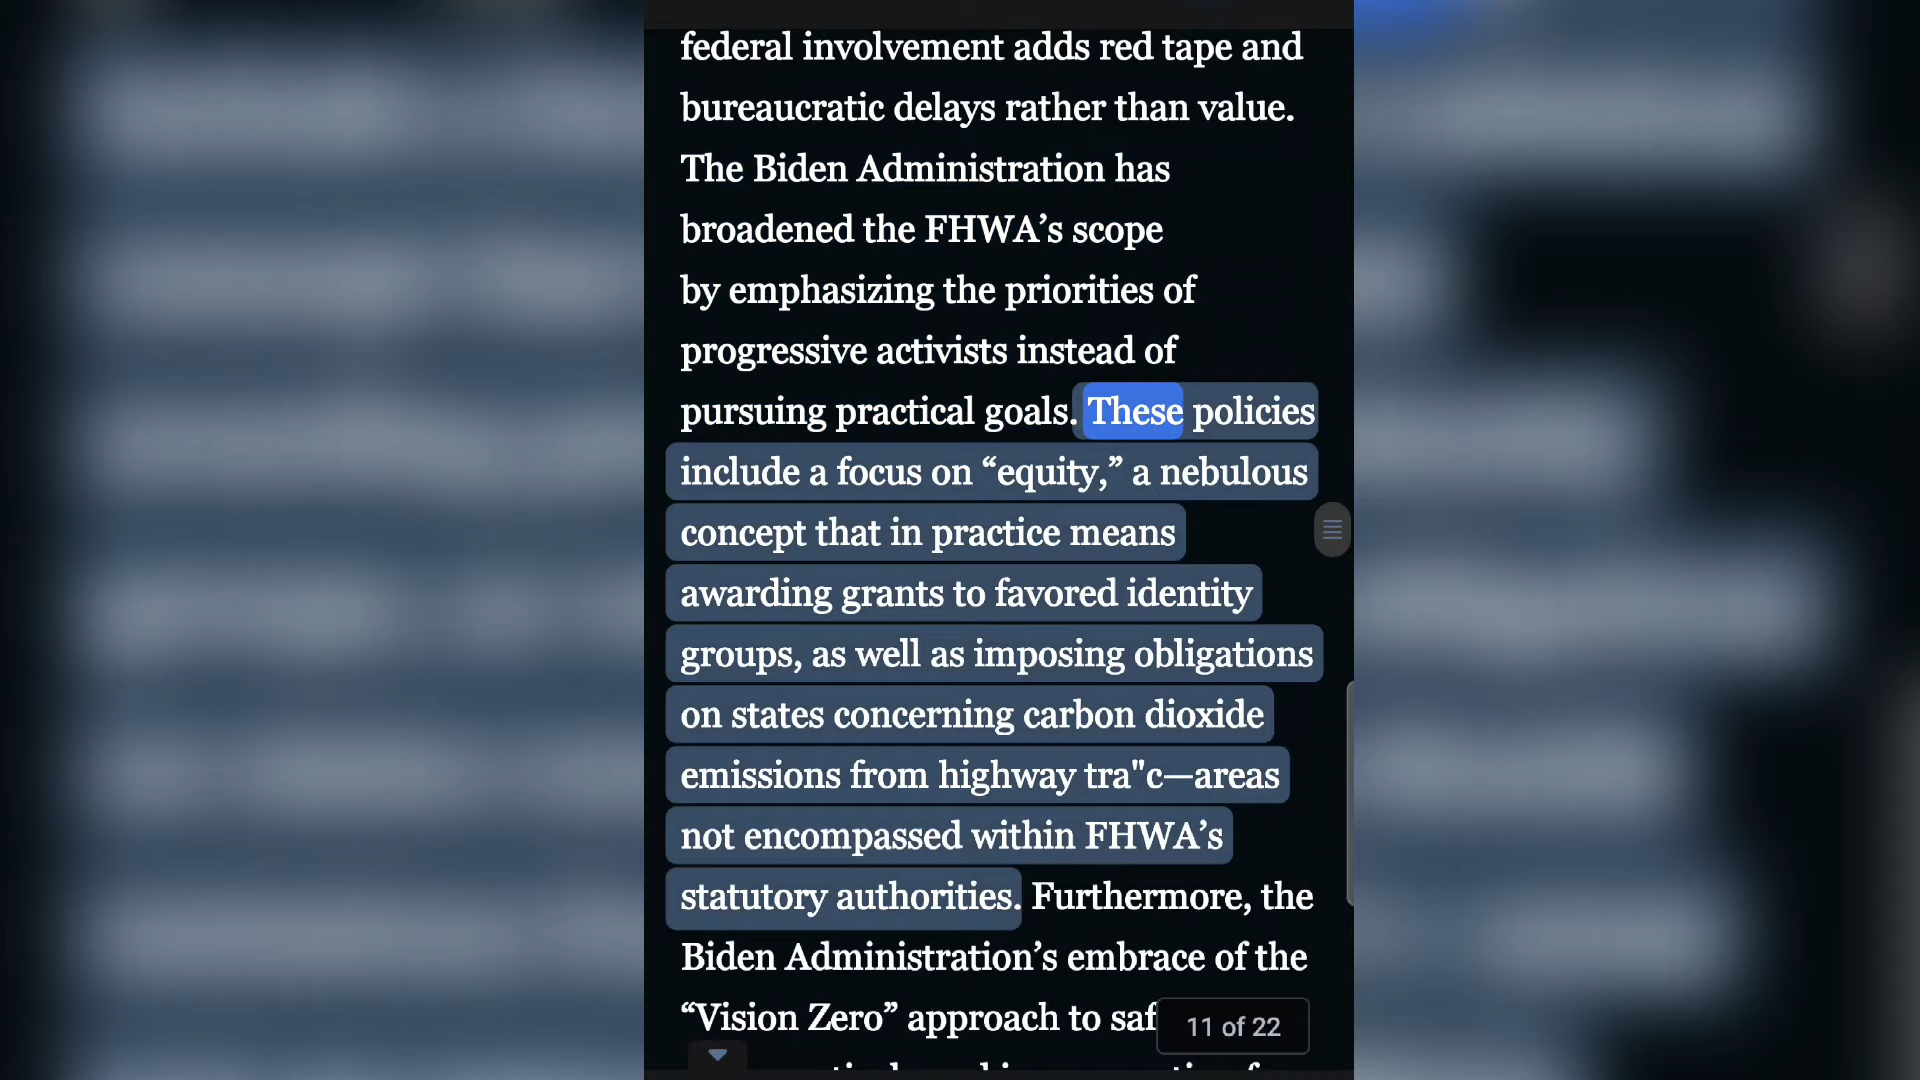 federal involvement adds red tape and
bureaucratic delays rather than value.
The Biden Administration has
broadened the FHWA’s scope
by emphasizing the priorities of
progressive activists instead of
pursuing practical goals. These policies
include a focus on “equity,” a nebulous
concept that in practice means
awarding grants to favored identity
groups, as well as imposing obligations
on states concerning carbon dioxide
emissions from highway tra"c—areas
not encompassed within FHWA’s
statutory authorities. Furthermore, the
Biden Administration’s embrace of the
“Vision Zero” approach to saf
11 of 22